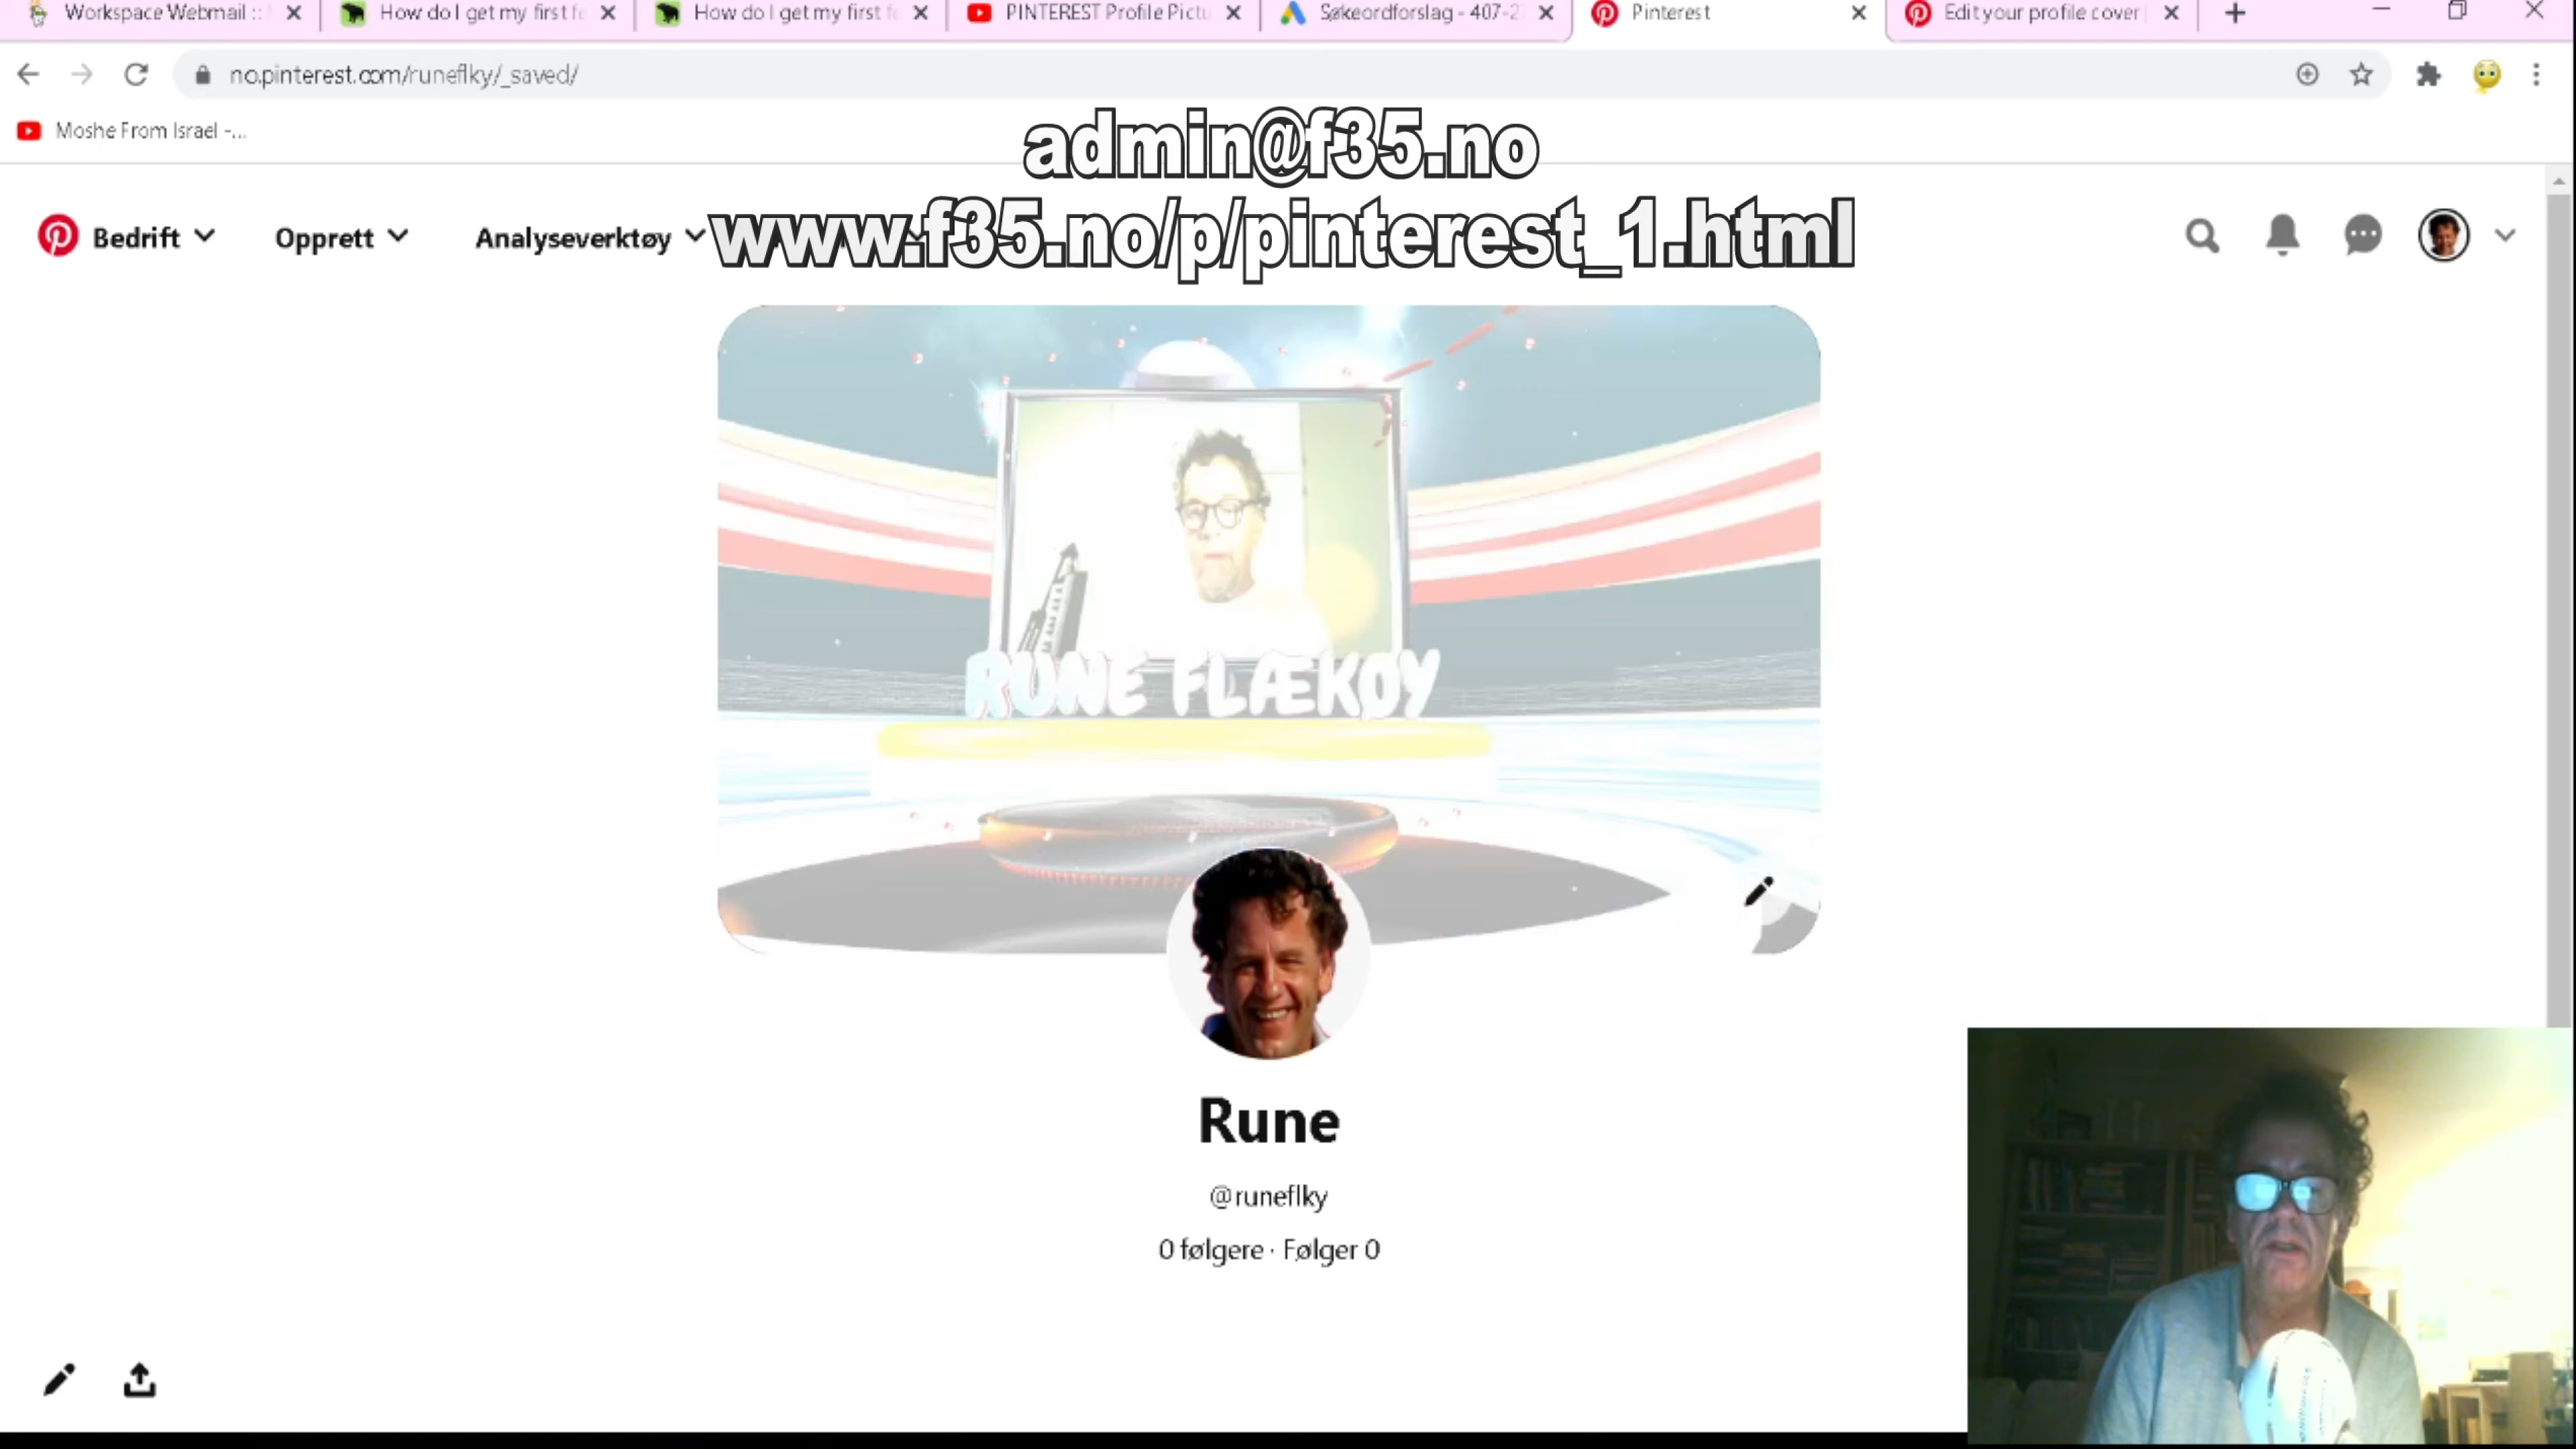 Workspace Webmail ::
How do I get my first fe
How do I get my first fe
PINTEREST Profile Pictu
Søkeordforslag - 407-2
Pinterest
Edit your profile cover
no.pinterest.com/runeflky/_saved/
Moshe From Israel -...
admin@f35.no
Bedrift
Opprett
Analyseverktøy
www.f35.no/p/pinterest_1.html
RUNE FLÆKØY
Rune
@runeflky
0 følgere · Følger 0